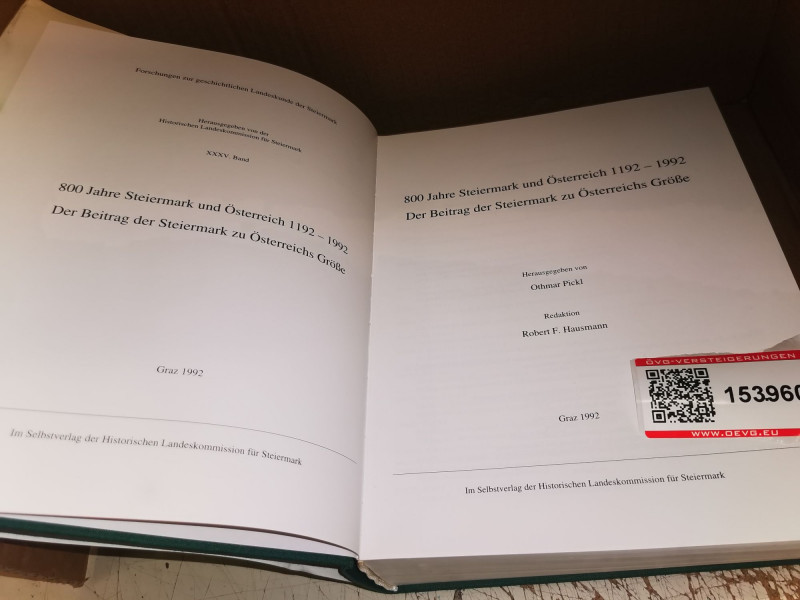 Forschungen zur geschichtlichen Landeskunde der Steiermark
Herausgegeben von der
Historischen Landeskommission für Steiermark
XXXV. Band
800 Jahre Steiermark und Österreich 1192 – 1992
Der Beitrag der Steiermark zu Österreichs Größe
Graz 1992
Im Selbstverlag der Historischen Landeskommission für Steiermark
800 Jahre Steiermark und Österreich 1192 – 1992
Der Beitrag der Steiermark zu Österreichs Größe
Herausgegeben von
Othmar Pickl
Redaktion
Robert F. Hausmann
Graz 1992
Im Selbstverlag der Historischen Landeskommission für Steiermark
ÖVG-VERSTEIGERUNGEN
153960
WWW.OEVG.EU